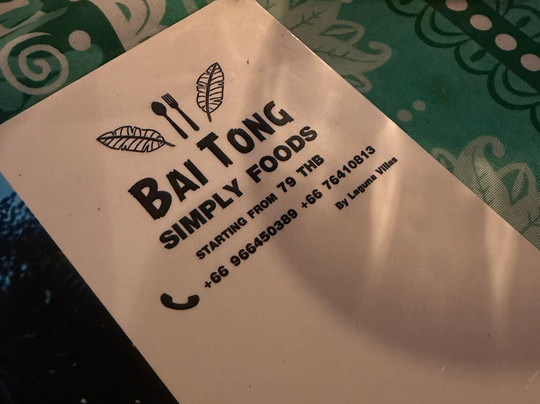 BAI TONG
SIMPLY FOODS
STARTING FROM 79 THB
+66 966450389 +66 76410813
By Laguna Villas